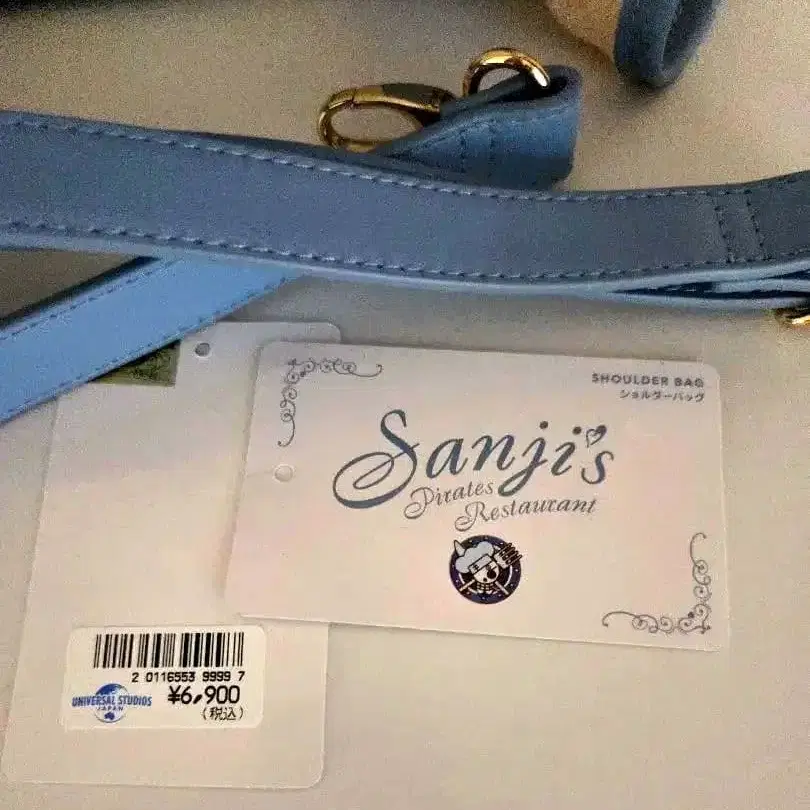 SHOULDER BAG
ショルダーバッグ
Sanji's
Pirates
Restaurant
2 0116553 9999 7
UNIVERSAL STUDIOS
JAPAN
¥6,900
(税込)